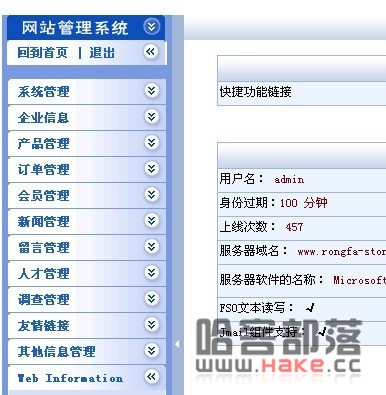 网站管理系统
回到首页 | 退出
系统管理
企业信息
产品管理
订单管理
会员管理
新闻管理
留言管理
人才管理
调查管理
友情链接
其他信息管理
Web Information
快捷功能链接
用户名： admin
身份过期：100 分钟
上线次数： 457
服务器域名： www.rongfa-stor
服务器软件的名称： Microsoft
FSO文本读写： √
Jmail组件支持： √
哈客部落
www.HAKE.cc